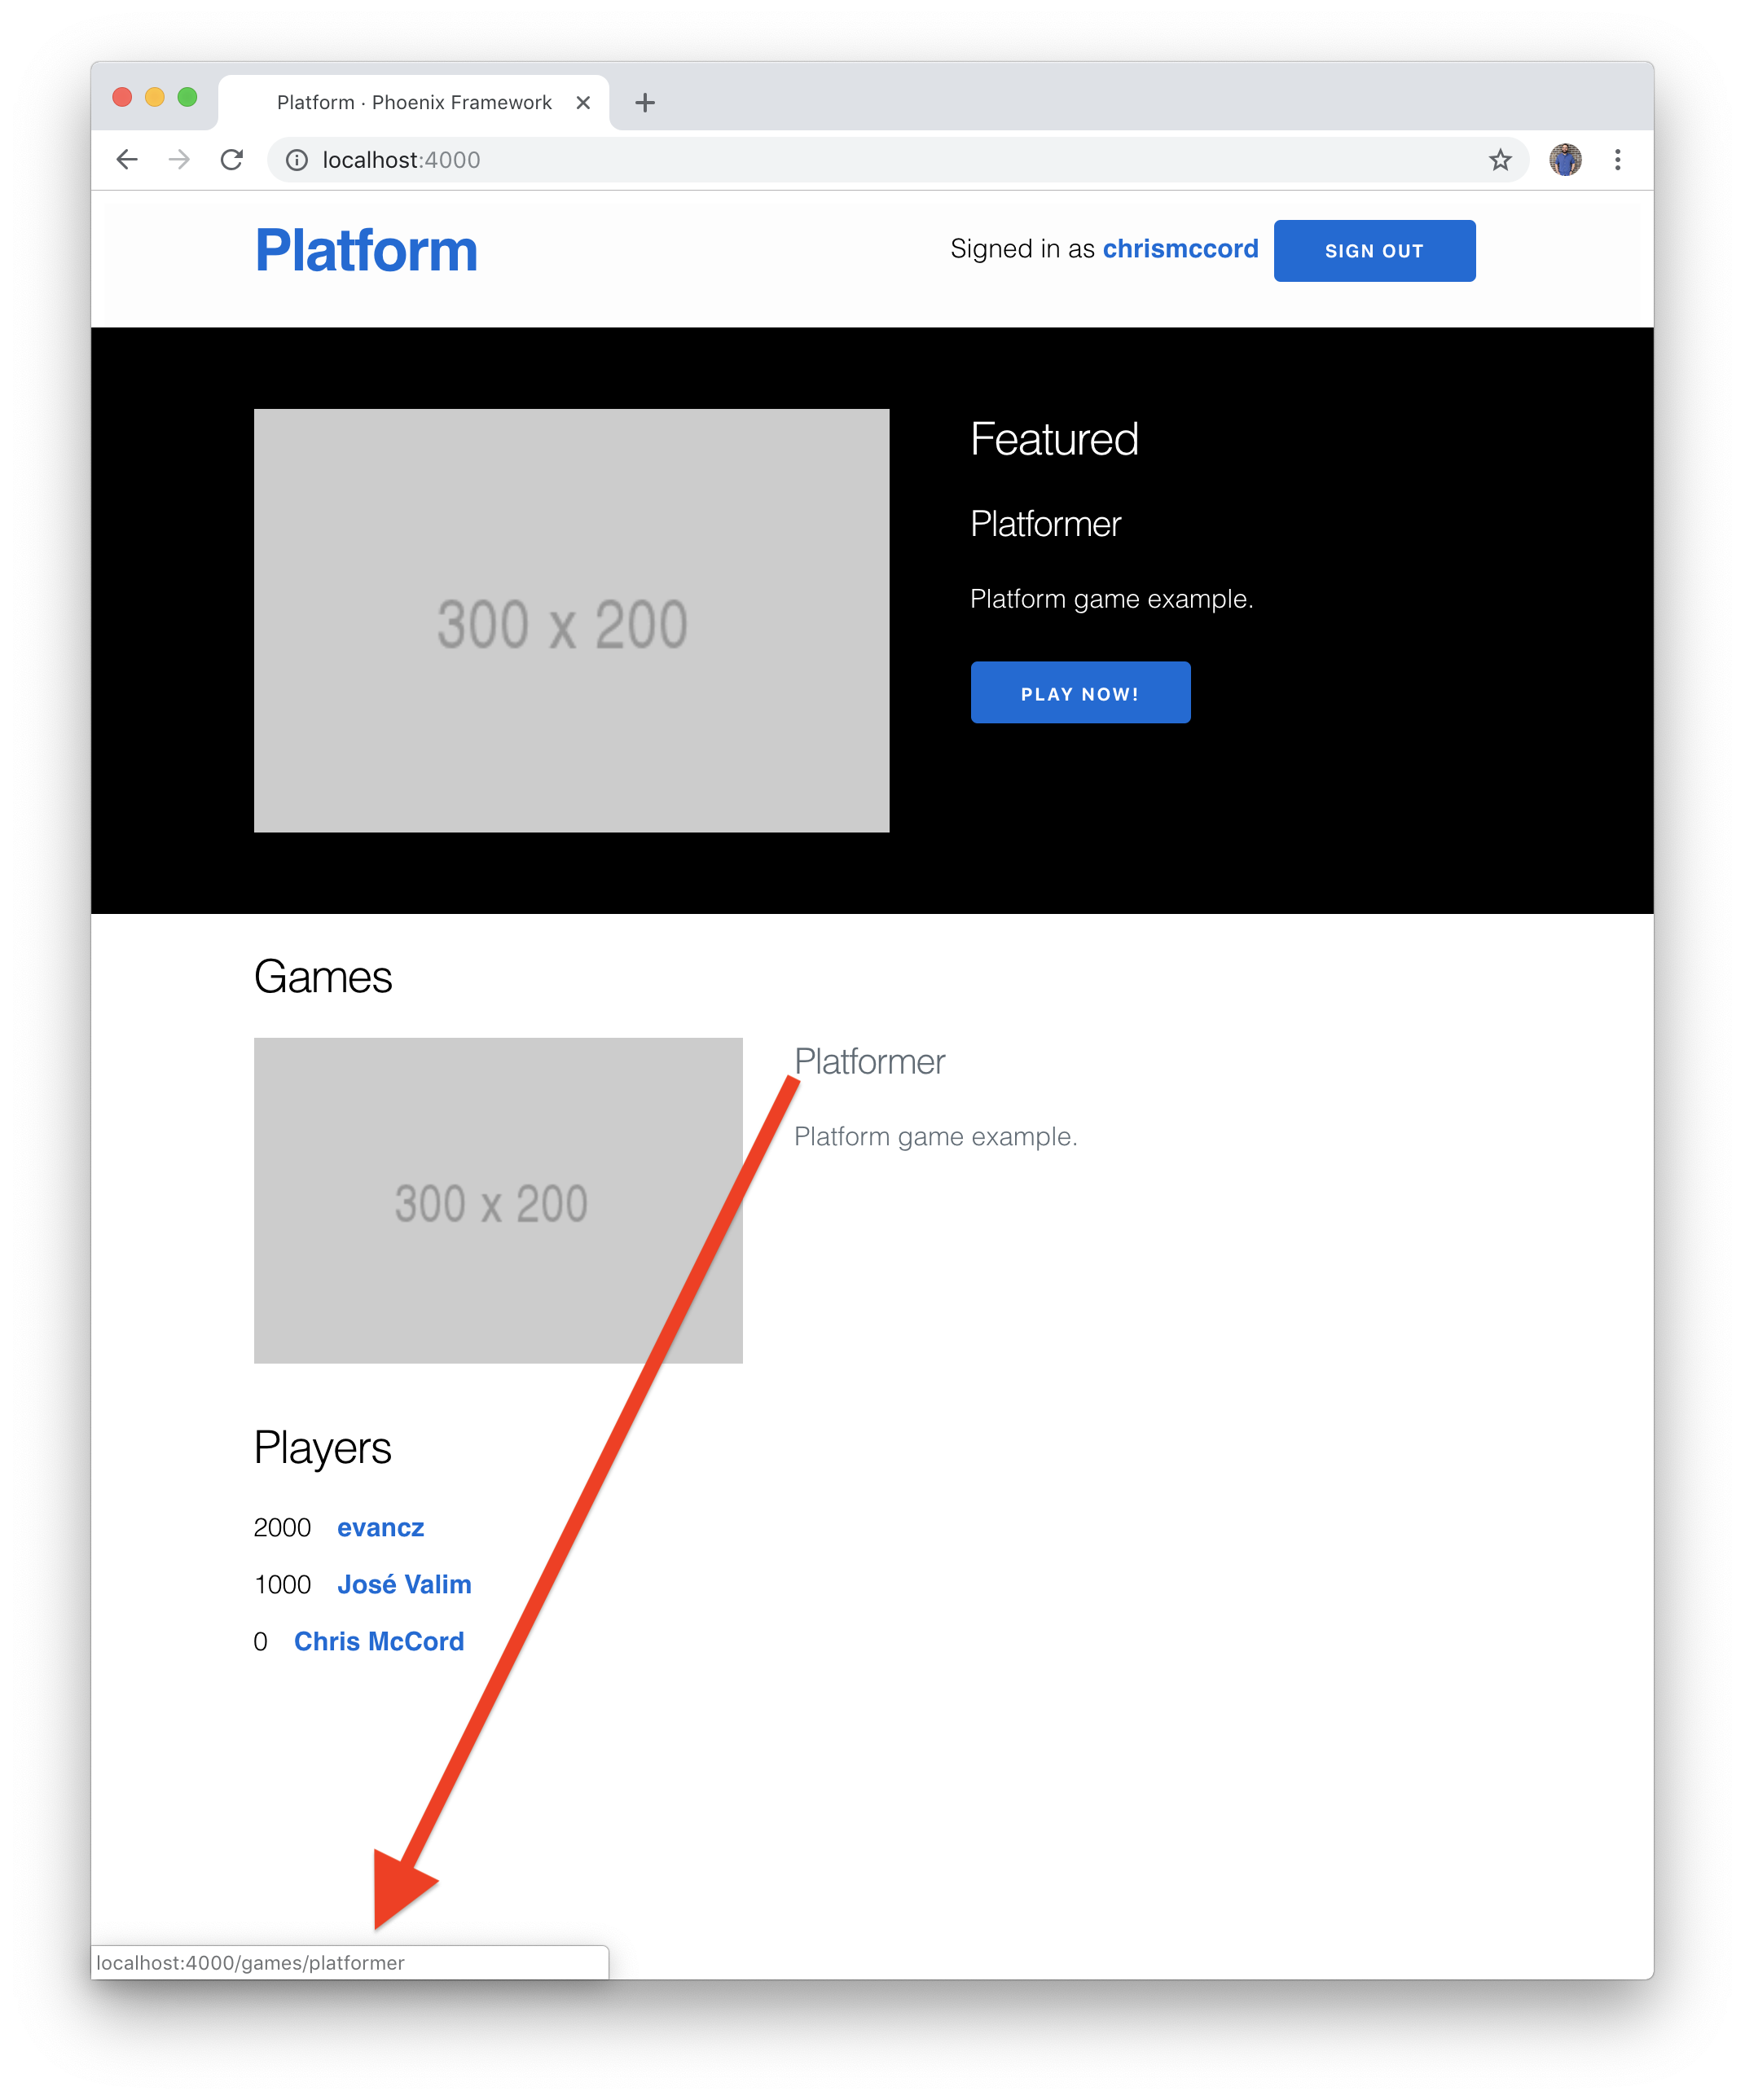 Platform · Phoenix Framework
localhost:4000
Platform
Signed in as chrismccord SIGN OUT
300 x 200
Featured
Platformer
Platform game example.
PLAY NOW!
Games
300 x 200
Platformer
Platform game example.
Players
2000 evancz
1000 José Valim
0 Chris McCord
localhost:4000/games/platformer